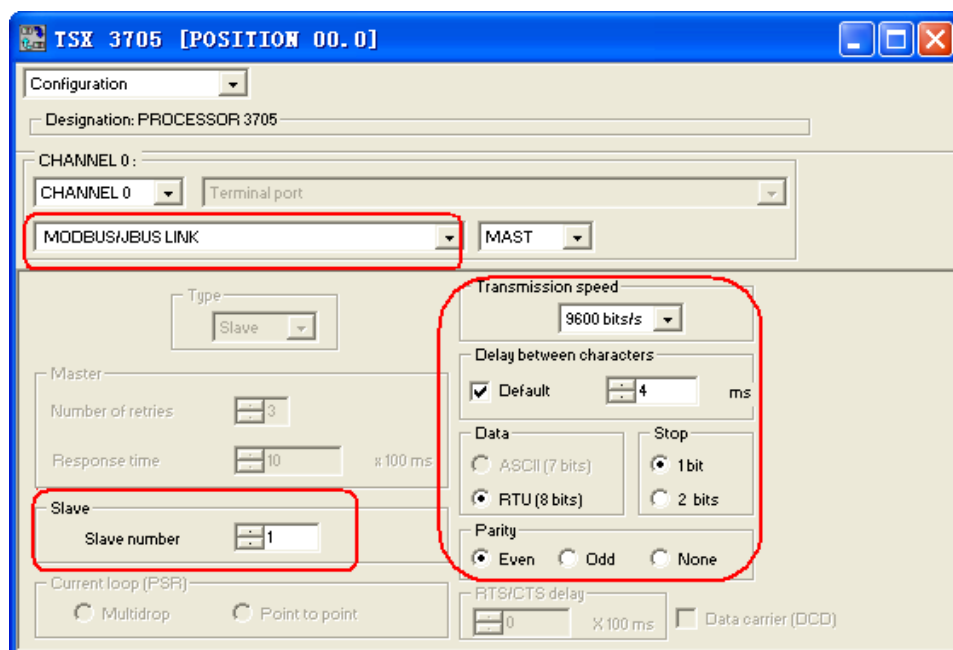 TSX 3705 [POSITION 00.0]
Configuration
Designation: PROCESSOR 3705
CHANNEL 0 :
CHANNEL 0
Terminal port
MODBUS/JBUS LINK
MAST
Type
Slave
Transmission speed
9600 bits/s
Delay between characters
Default
4
ms
Master
Number of retries
3
Response time
10
x 100 ms
Data
ASCII (7 bits)
RTU (8 bits)
Stop
1 bit
2 bits
Slave
Slave number
1
Parity
Even
Odd
None
Current loop (PSR)
Multidrop
Point to point
RTS/CTS delay
0
X 100 ms
Data carrier (DCD)